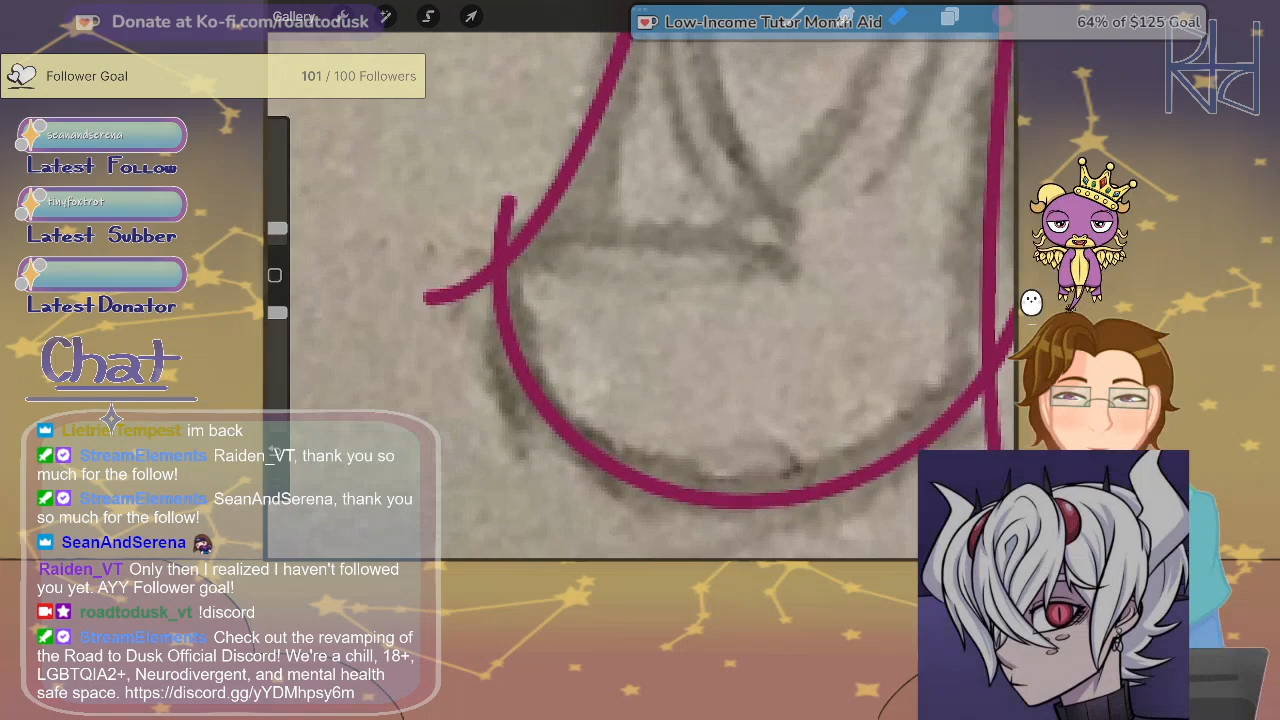 Donate at Ko-fi.com/roadtodusk
Gallery
Low-Income Tutor Month Aid
64% of $125 Goal
Follower Goal
101 / 100 Followers
seanandserena
Latest Follow
tinyfoxtrot
Latest Subber
Latest Donator
Chat
LietrieTempest im back
StreamElements Raiden_VT, thank you so
much for the follow!
StreamElements SeanAndSerena, thank you
so much for the follow!
SeanAndSerena
Raiden_VT Only then I realized I haven't followed
you yet. AYY Follower goal!
roadtodusk_vt !discord
StreamElements Check out the revamping of
the Road to Dusk Official Discord! We're a chill, 18+,
LGBTQIA2+, Neurodivergent, and mental health
safe space. https://discord.gg/yYDMhpsy6m